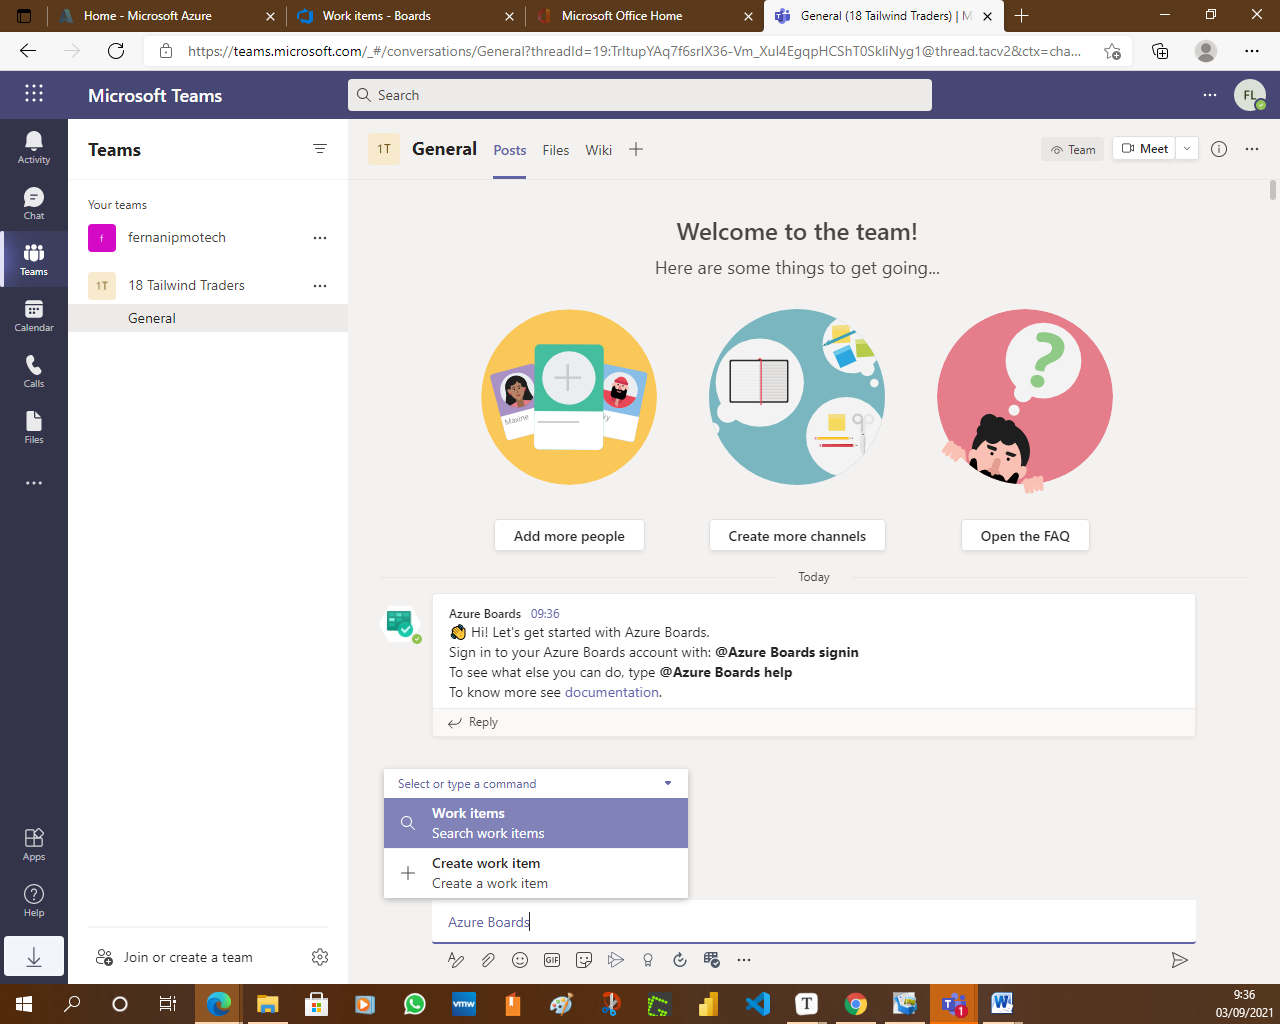 Home - Microsoft Azure
Work items - Boards
Microsoft Office Home
General (18 Tailwind Traders) | Mi
https://teams.microsoft.com/_#/conversations/General?threadId=19:TrItupYAq7f6srIX36-Vm_Xul4EgqpHCShT0SkIiNyg1@thread.tacv2&ctx=cha...
Microsoft Teams
Search
FL
Activity
Chat
Teams
Calendar
Calls
Files
Apps
Help
Teams
Your teams
f
fernanipmotech
1T
18 Tailwind Traders
General
Join or create a team
1T
General
Posts
Files
Wiki
Team
Meet
Welcome to the team!
Here are some things to get going...
Maxine
ky
?
Add more people
Create more channels
Open the FAQ
Today
Azure Boards 09:36
👋 Hi! Let's get started with Azure Boards.
Sign in to your Azure Boards account with: @Azure Boards signin
To see what else you can do, type @Azure Boards help
To know more see documentation.
Reply
Select or type a command
Work items
Search work items
Create work item
Create a work item
Azure Boards
GIF
vmw
T
1
W
9:36
03/09/2021